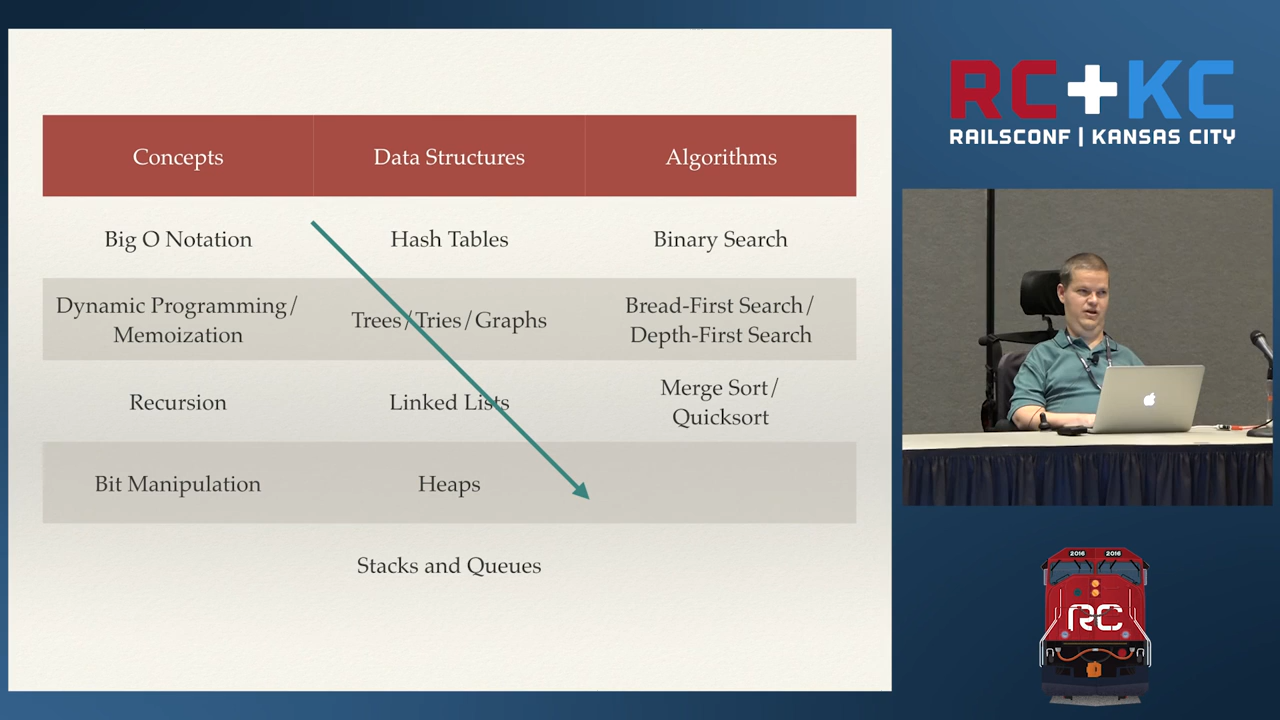 Concepts
Data Structures
Algorithms
Big O Notation
Hash Tables
Binary Search
Dynamic Programming/
Memoization
Trees/Tries/Graphs
Bread-First Search/
Depth-First Search
Recursion
Linked Lists
Merge Sort/
Quicksort
Bit Manipulation
Heaps
Stacks and Queues
RC+KC
RAILSCONF | KANSAS CITY
2016 2016
RC